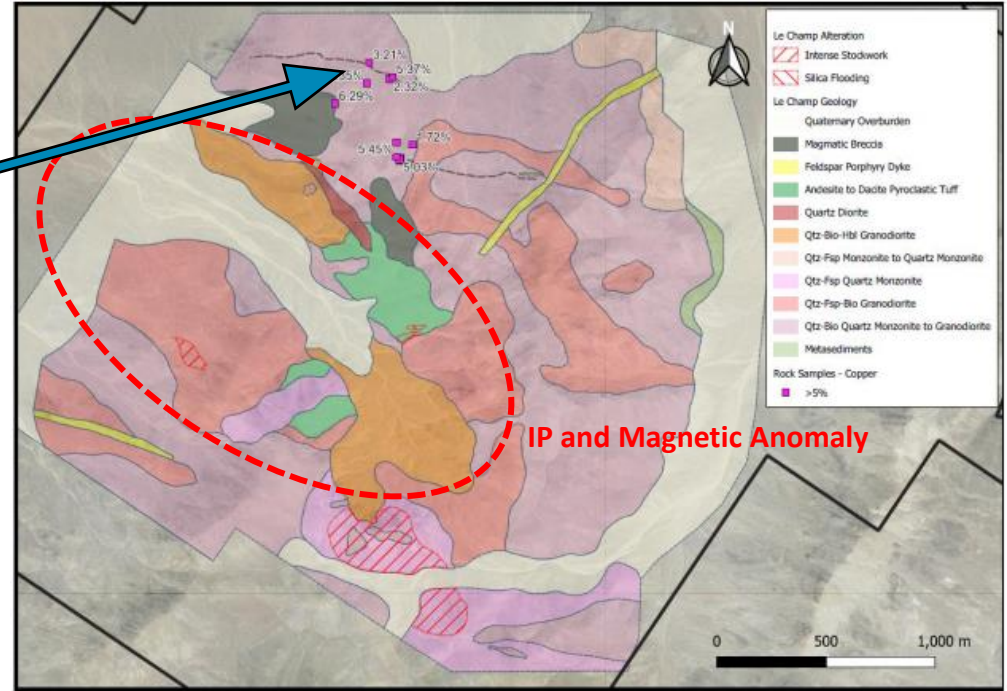 N
3.21%
5.37%
2.32%
6.29%
5.45%
5.03%
IP and Magnetic Anomaly
Le Champ Alteration
Intense Stockwork
Silica Flooding
Le Champ Geology
Quaternary Overburden
Magmatic Breccia
Feldspar Porphyry Dyke
Andesite to Dacite Pyroclastic Tuff
Quartz Diorite
Qtz-Bio-Hbl Granodiorite
Qtz-Fsp Monzonite to Quartz Monzonite
Qtz-Fsp Quartz Monzonite
Qtz-Fsp-Bio Granodiorite
Qtz-Bio Quartz Monzonite to Granodiorite
Metasediments
Rock Samples - Copper
>5%
0 500 1,000 m